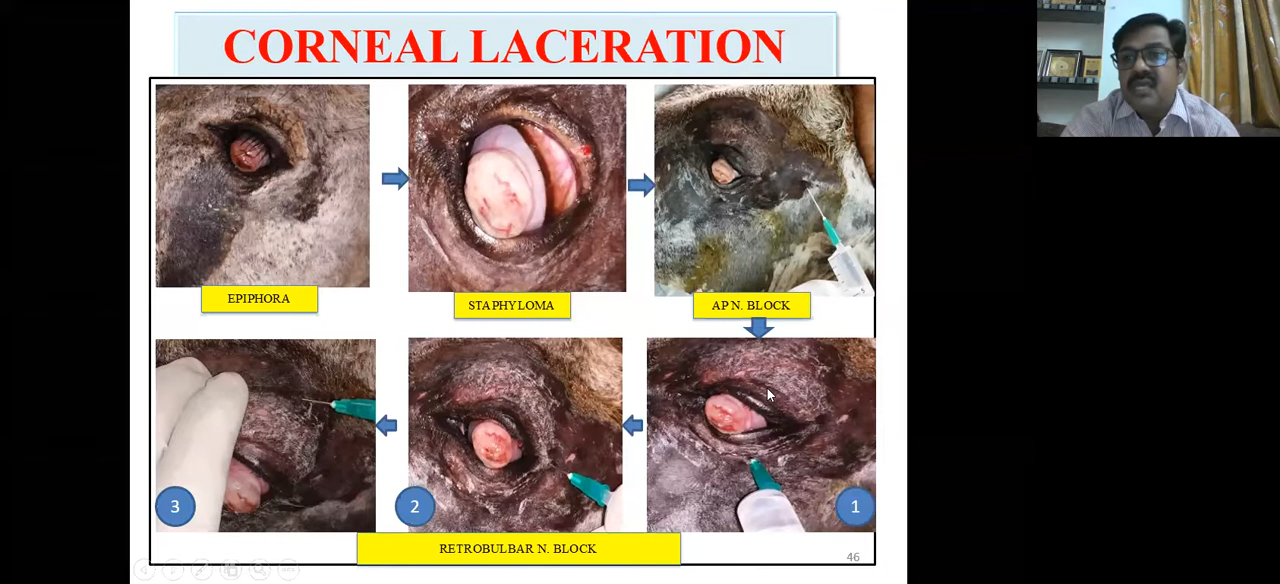 CORNEAL LACERATION
EPIPHORA
STAPHYLOMA
AP N. BLOCK
3
2
1
RETROBULBAR N. BLOCK
46